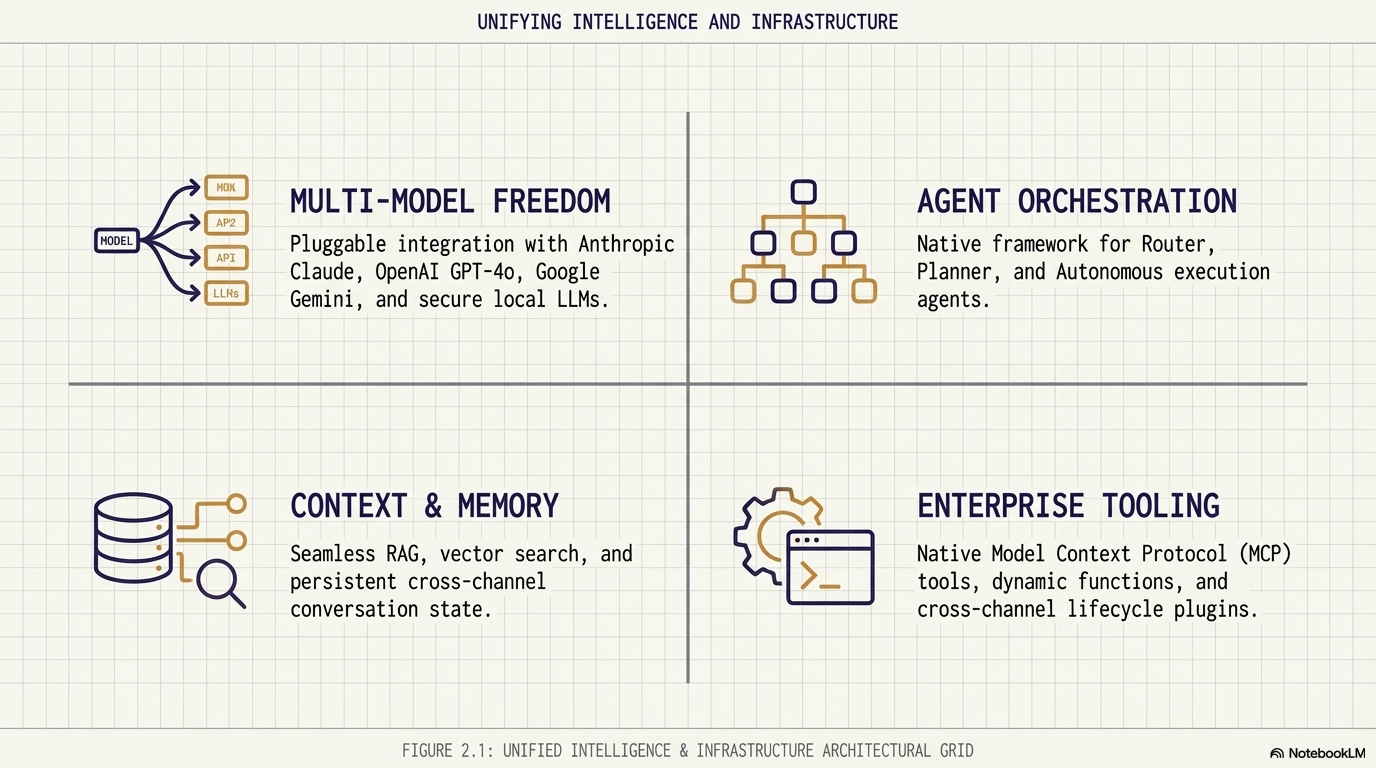 UNIFYING INTELLIGENCE AND INFRASTRUCTURE
MODEL
AP2
API
LLMs
MULTI-MODEL FREEDOM
Pluggable integration with Anthropic
Claude, OpenAI GPT-4o, Google
Gemini, and secure local LLMs.
AGENT ORCHESTRATION
Native framework for Router,
Planner, and Autonomous execution
agents.
CONTEXT & MEMORY
Seamless RAG, vector search, and
persistent cross-channel
conversation state.
ENTERPRISE TOOLING
Native Model Context Protocol (MCP)
tools, dynamic functions, and
cross-channel lifecycle plugins.
FIGURE 2.1: UNIFIED INTELLIGENCE & INFRASTRUCTURE ARCHITECTURAL GRID
NotebookLM